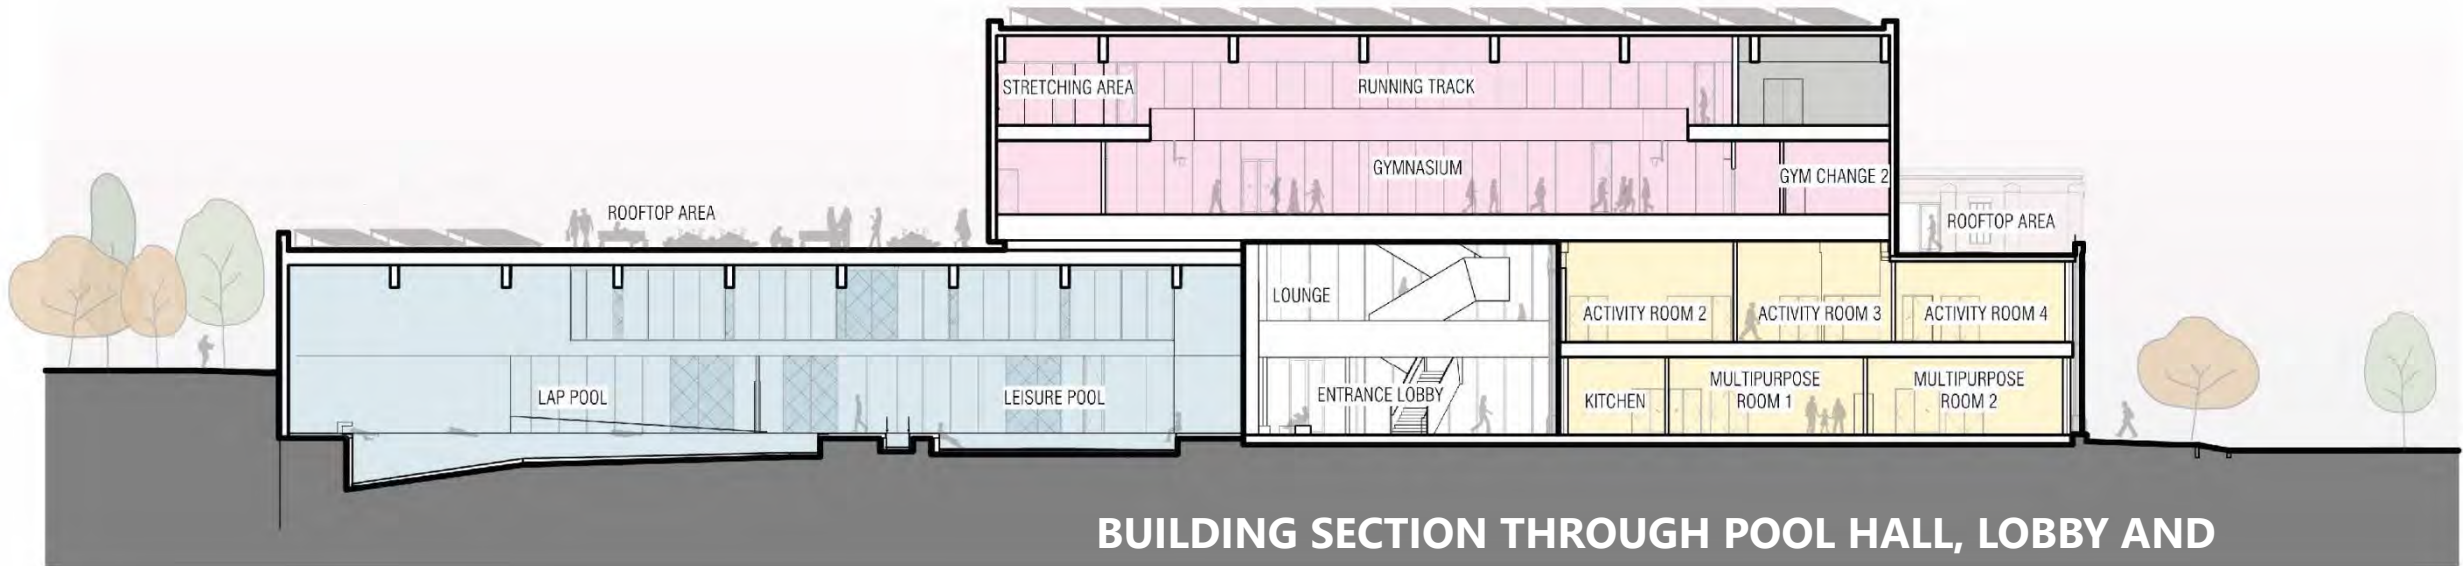 STRETCHING AREA
RUNNING TRACK
GYMNASIUM
GYM CHANGE 2
ROOFTOP AREA
ROOFTOP AREA
LOUNGE
ACTIVITY ROOM 2
ACTIVITY ROOM 3
ACTIVITY ROOM 4
LAP POOL
LEISURE POOL
ENTRANCE LOBBY
KITCHEN
MULTIPURPOSE
ROOM 1
MULTIPURPOSE
ROOM 2
BUILDING SECTION THROUGH POOL HALL, LOBBY AND